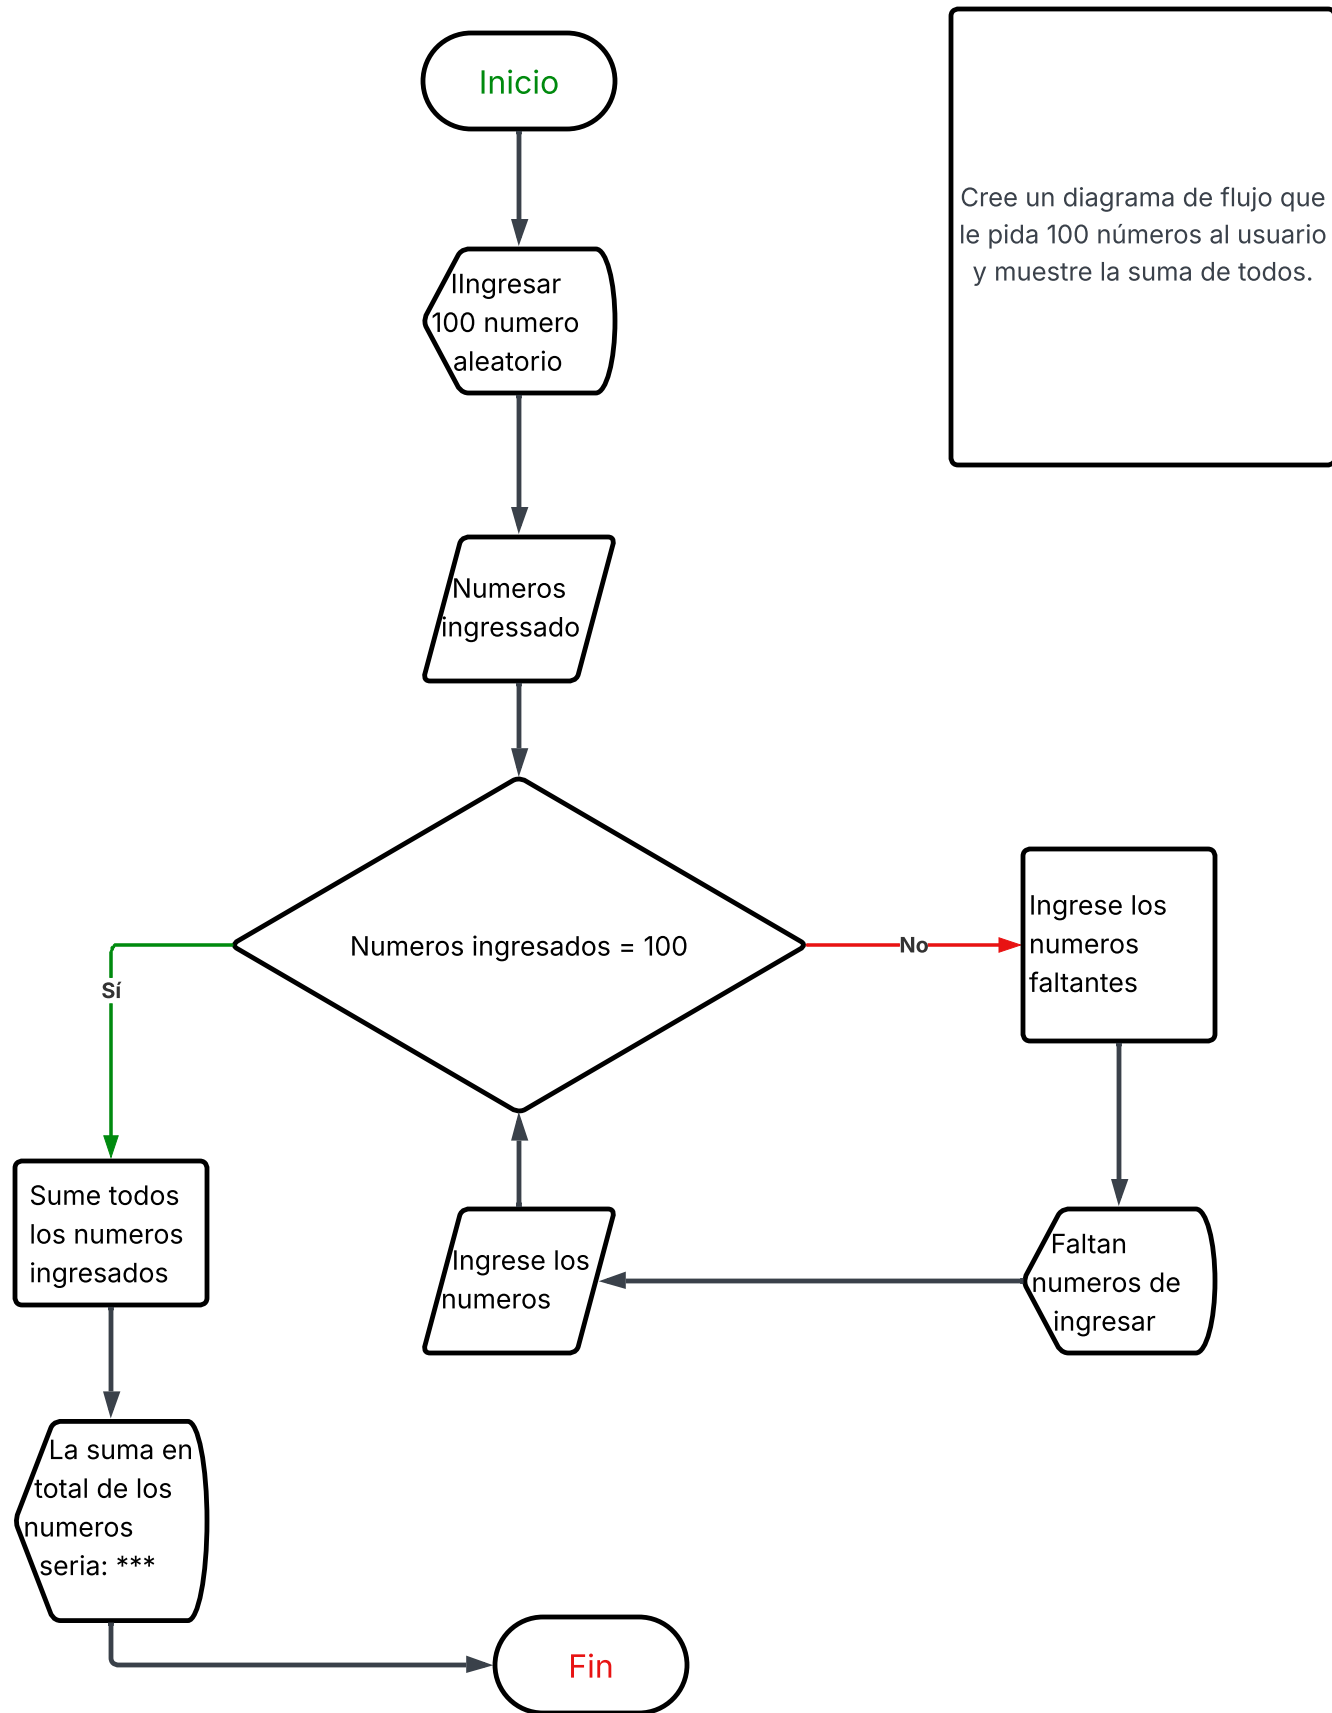 Inicio
Cree un diagrama de flujo que
le pida 100 números al usuario
y muestre la suma de todos.
IIngresar
100 numero
aleatorio
Numeros
ingressado
Numeros ingresados = 100
No
Ingrese los
numeros
faltantes
Sí
Sume todos
los numeros
ingresados
Ingrese los
numeros
Faltan
numeros de
ingresar
La suma en
total de los
numeros
seria: ***
Fin